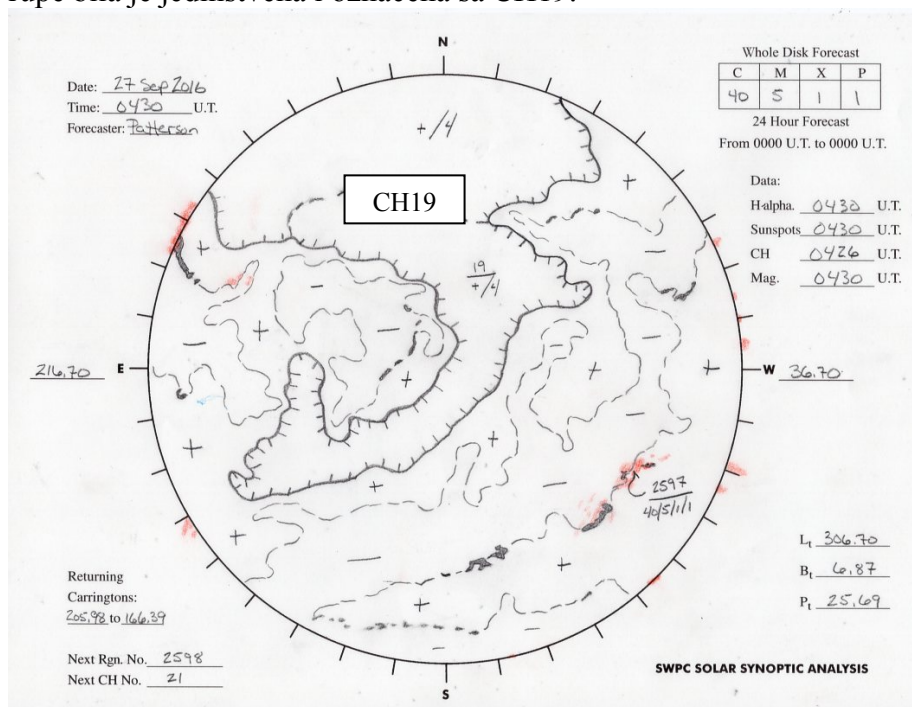 rupe ona je jedinstvena i označena sa CH19.
N
Date: 27 Sep 2016
Time: 0430 U.T.
Forecaster: Patterson
Whole Disk Forecast
C M X P
40 5 1 1
24 Hour Forecast
From 0000 U.T. to 0000 U.T.
Data:
H-alpha. 0430 U.T.
Sunspots 0430 U.T.
CH 0426 U.T.
Mag. 0430 U.T.
+/4
CH19
19
+/4
216.70 E
W 36.70
2597
40/5/1/1
Lt 306.70
Bt 6.87
Pt 25.69
Returning
Carringtons:
205.98 to 166.39
Next Rgn. No. 2598
Next CH No. 21
S
SWPC SOLAR SYNOPTIC ANALYSIS